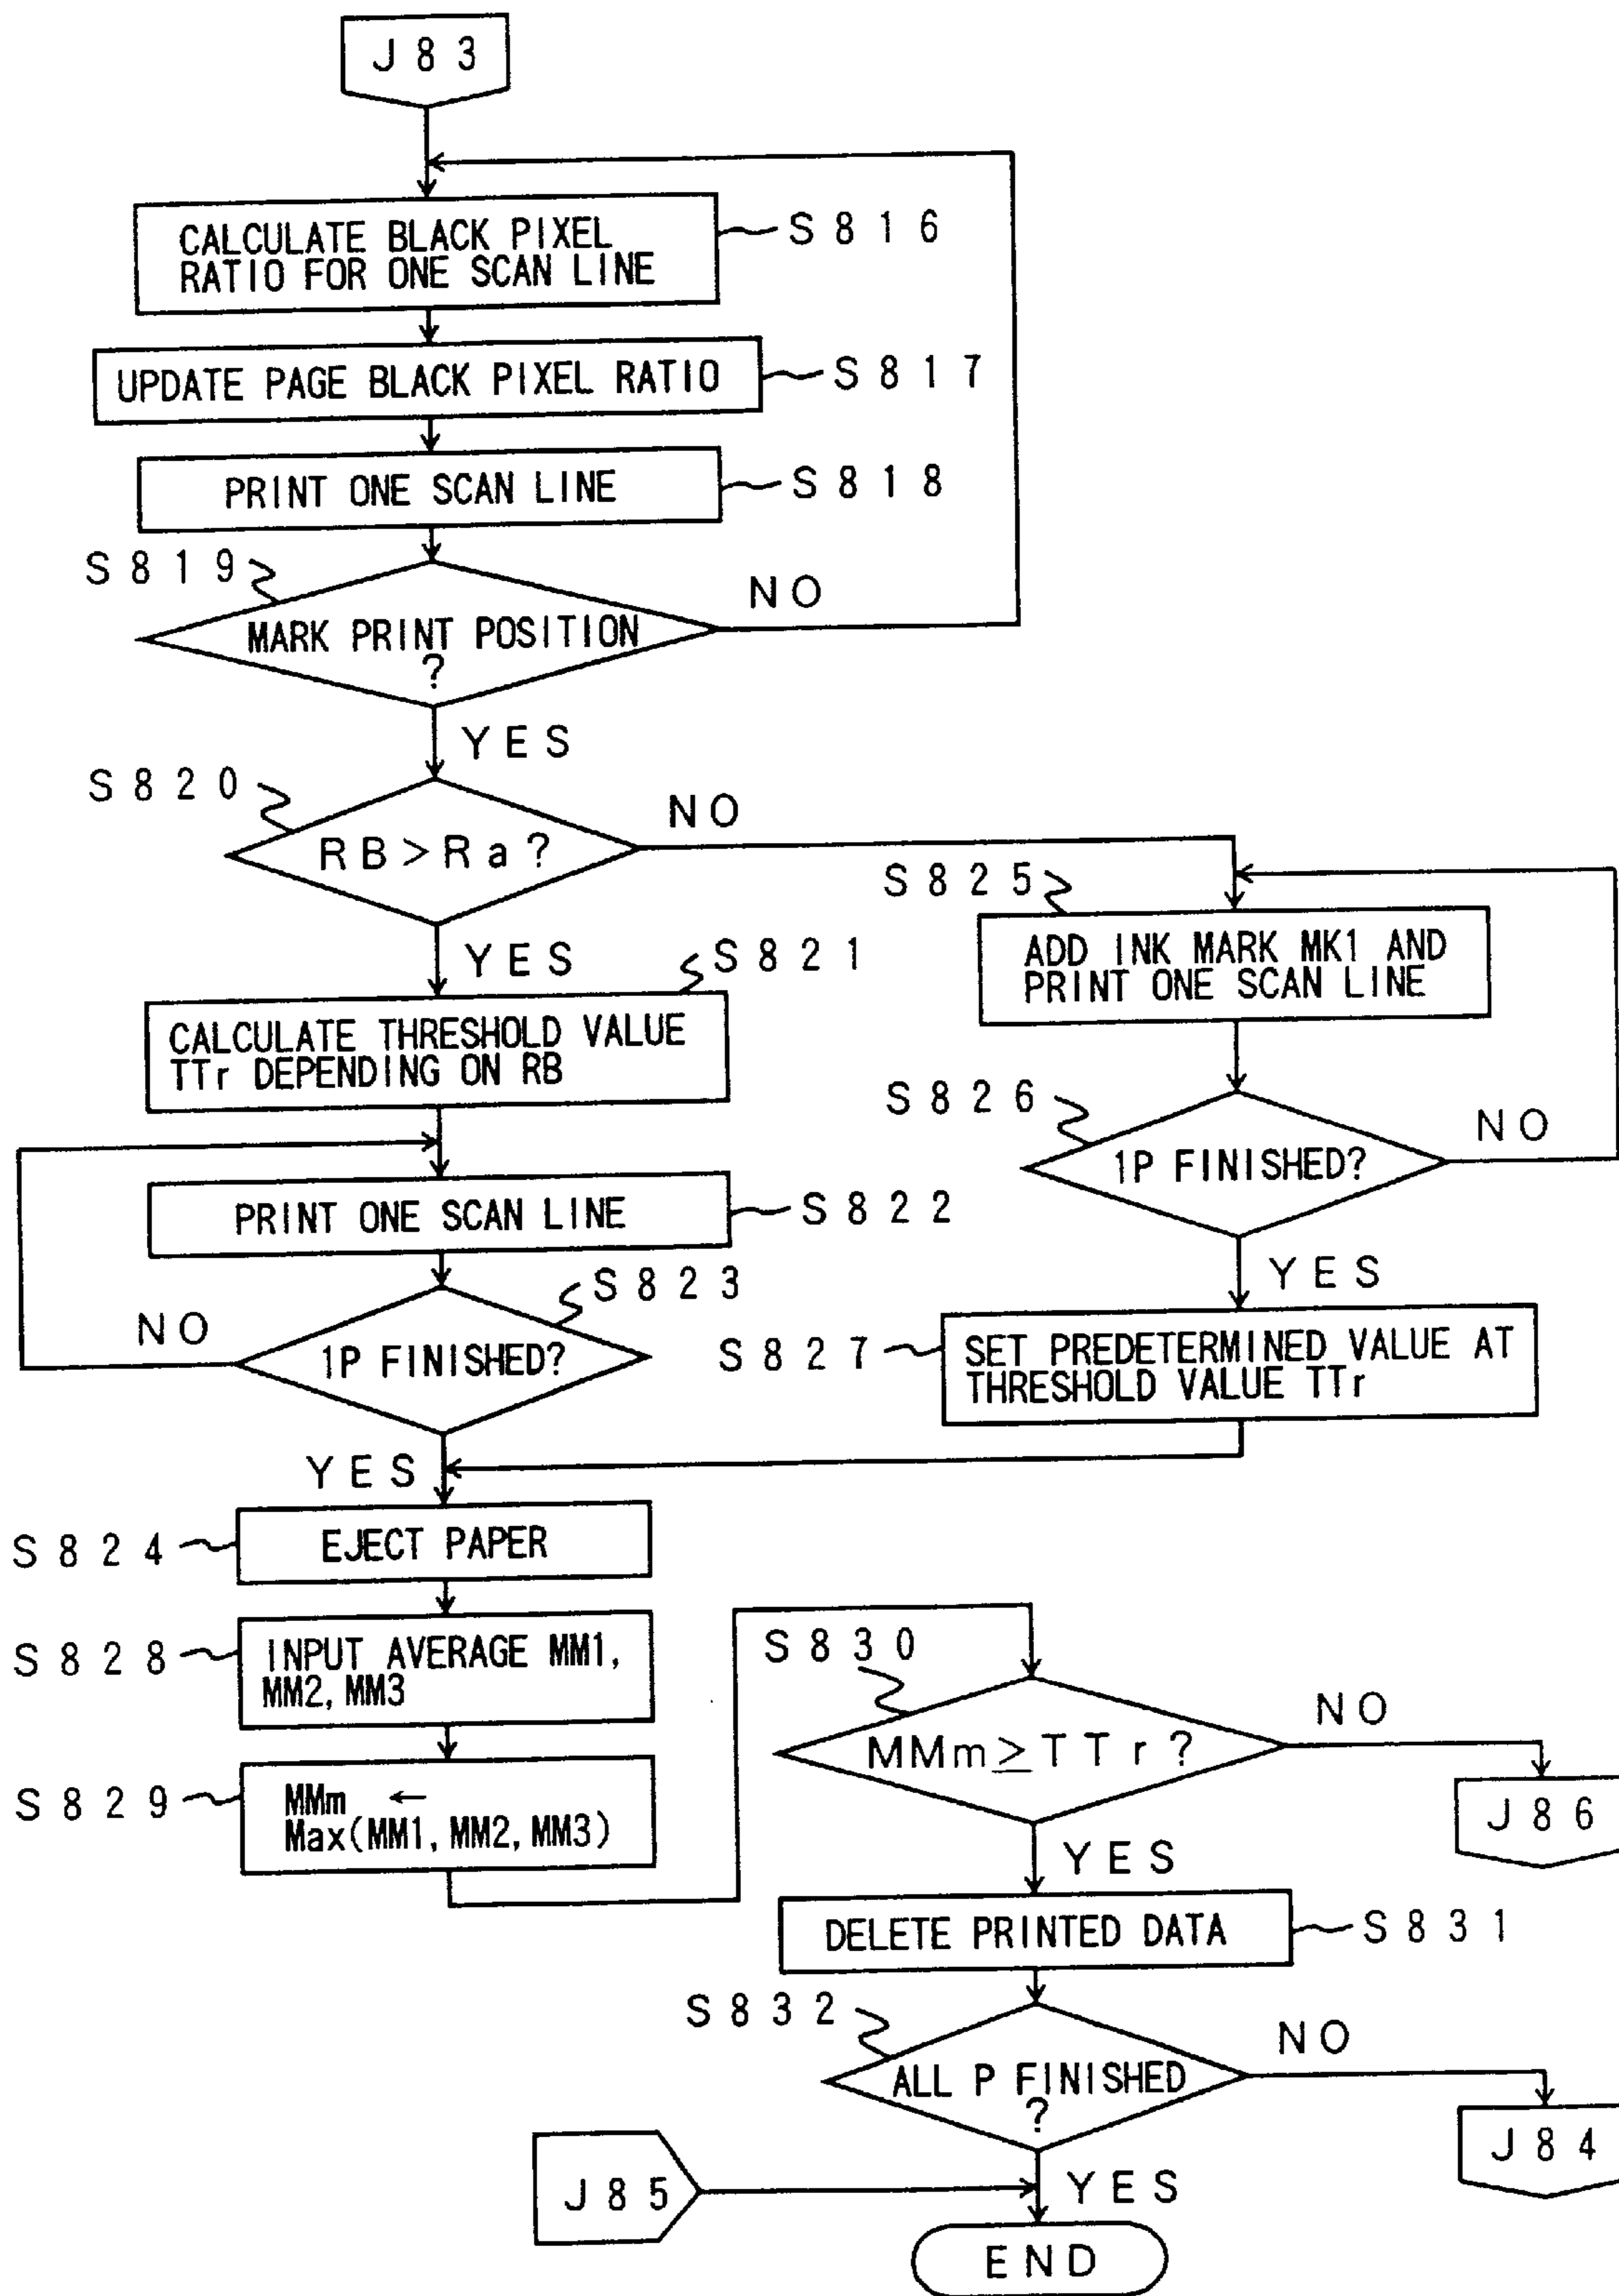 J83
CALCULATE BLACK PIXEL
RATIO FOR ONE SCAN LINE
S816
UPDATE PAGE BLACK PIXEL RATIO
S817
PRINT ONE SCAN LINE
S818
S819
MARK PRINT POSITION
?
NO
YES
S820
RB>Ra?
NO
YES
S821
CALCULATE THRESHOLD VALUE
TTr DEPENDING ON RB
S825
ADD INK MARK MK1 AND
PRINT ONE SCAN LINE
S826
1P FINISHED?
NO
YES
PRINT ONE SCAN LINE
S822
S823
1P FINISHED?
NO
YES
S827
SET PREDETERMINED VALUE AT
THRESHOLD VALUE TTr
S824
EJECT PAPER
S828
INPUT AVERAGE MM1,
MM2, MM3
S829
MMm ←
Max(MM1, MM2, MM3)
S830
MMm≥TTr?
NO
J86
YES
DELETE PRINTED DATA
S831
S832
ALL P FINISHED
?
NO
J84
J85
YES
END